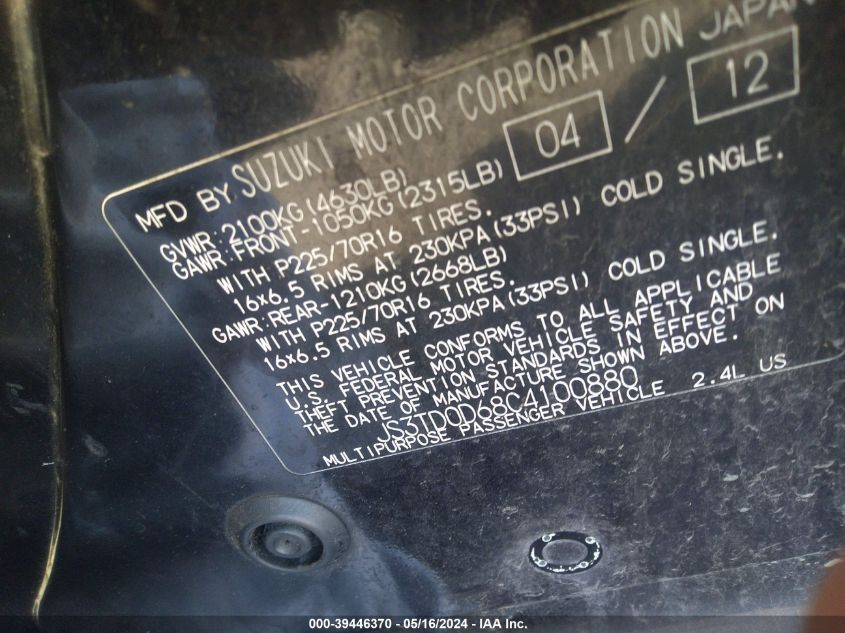 MFD BY SUZUKI MOTOR CORPORATION JAPAN
04 / 12
GVWR:2100KG(4630LB)
GAWR:FRONT-1050KG(2315LB)
WITH P225/70R16 TIRES.
16x6.5 RIMS AT 230KPA(33PSI) COLD SINGLE.
GAWR:REAR-1210KG(2668LB)
WITH P225/70R16 TIRES.
16x6.5 RIMS AT 230KPA(33PSI) COLD SINGLE.
THIS VEHICLE CONFORMS TO ALL APPLICABLE
U.S. FEDERAL MOTOR VEHICLE SAFETY AND
THEFT PREVENTION STANDARDS IN EFFECT ON
THE DATE OF MANUFACTURE SHOWN ABOVE.
JS3TD0D68C4100880
MULTIPURPOSE PASSENGER VEHICLE 2.4L US
000-39446370 - 05/16/2024 - IAA Inc.